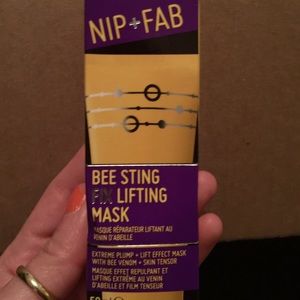 NIP+FAB
BEE STING
FIX LIFTING
MASK
MASQUE RÉPARATEUR LIFTANT AU
VENIN D'ABEILLE
EXTREME PLUMP + LIFT EFFECT MASK
WITH BEE VENOM + SKIN TENSOR
MASQUE EFFET REPULPANT ET
LIFTING EXTRÊME AU VENIN
D'ABEILLE ET FILM TENSEUR